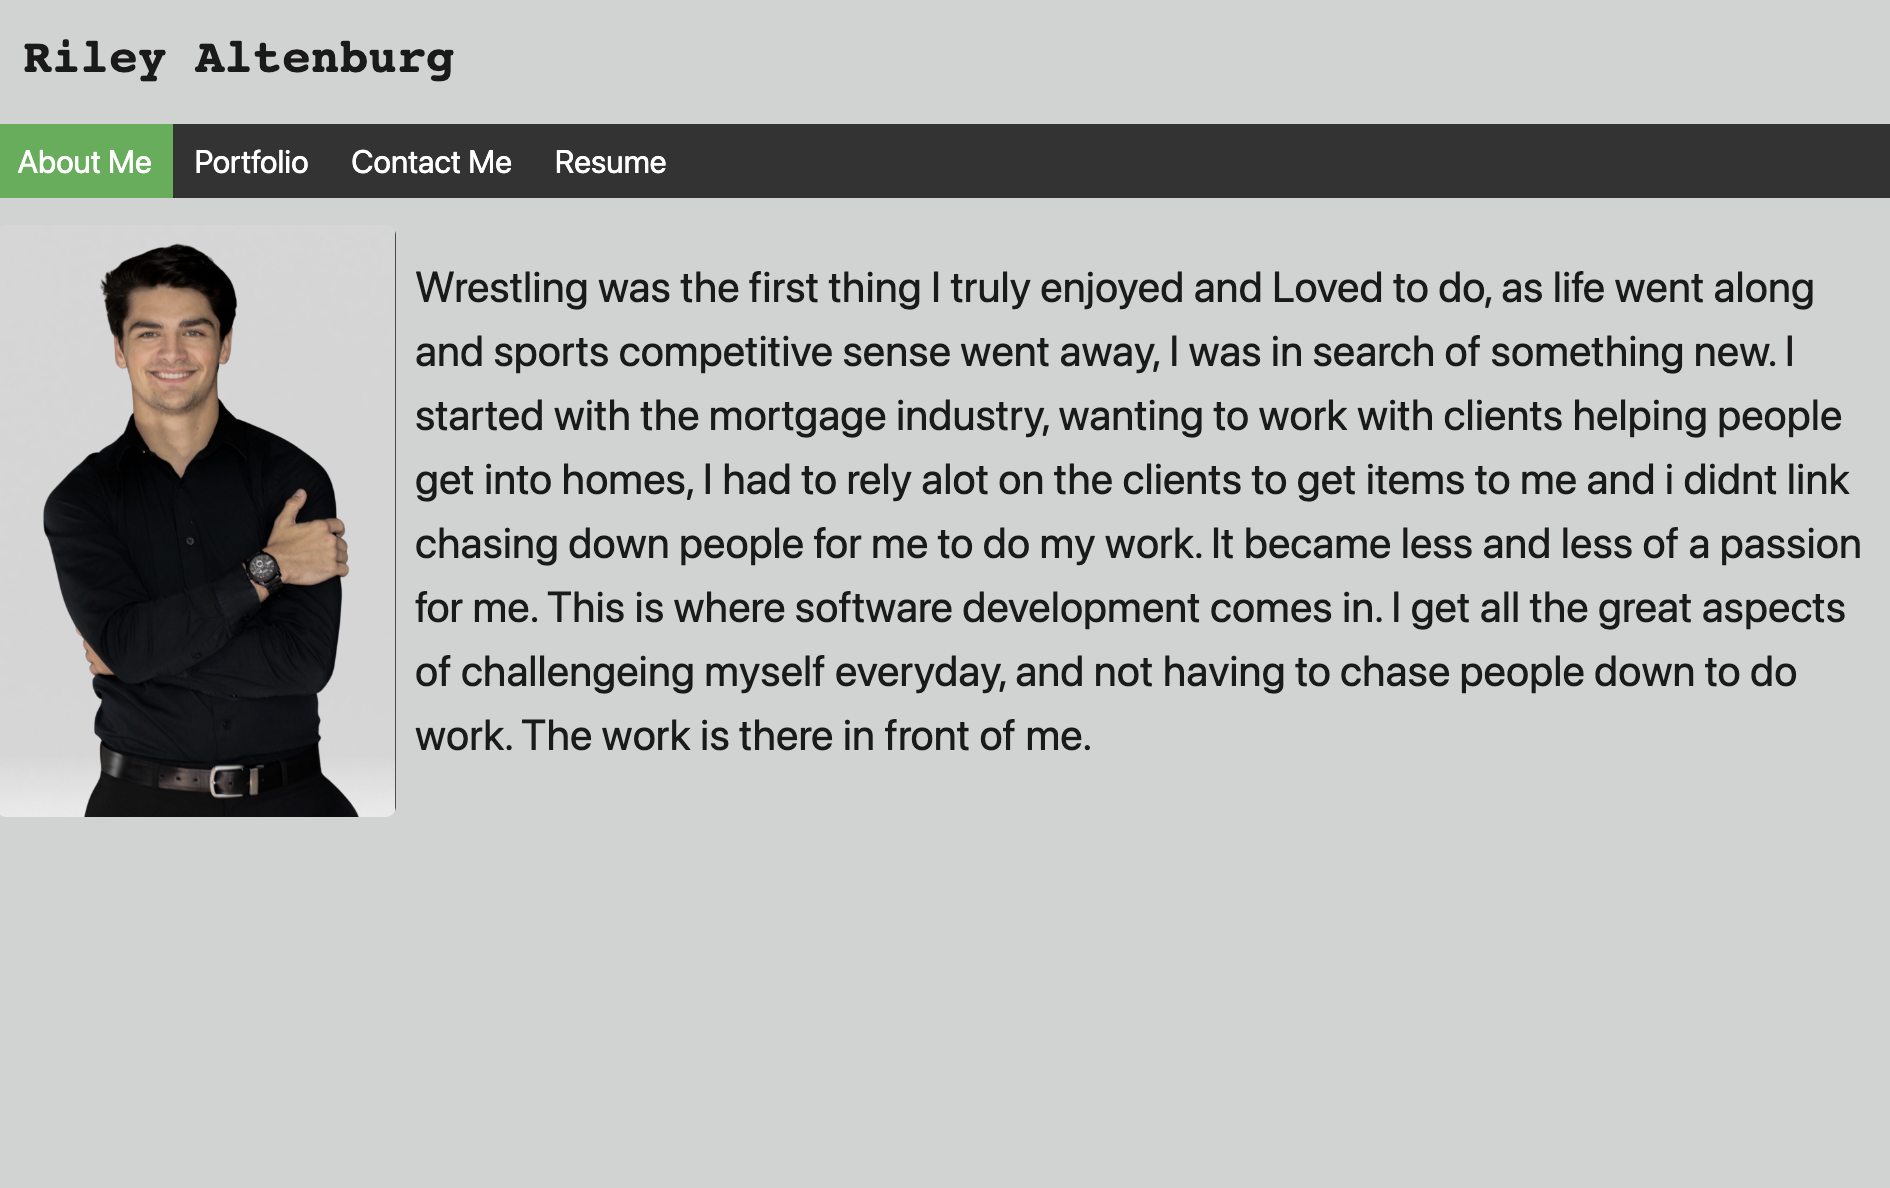 Riley Altenburg
About Me Portfolio Contact Me Resume
Wrestling was the first thing I truly enjoyed and Loved to do, as life went along
and sports competitive sense went away, I was in search of something new. I
started with the mortgage industry, wanting to work with clients helping people
get into homes, I had to rely alot on the clients to get items to me and i didnt link
chasing down people for me to do my work. It became less and less of a passion
for me. This is where software development comes in. I get all the great aspects
of challengeing myself everyday, and not having to chase people down to do
work. The work is there in front of me.